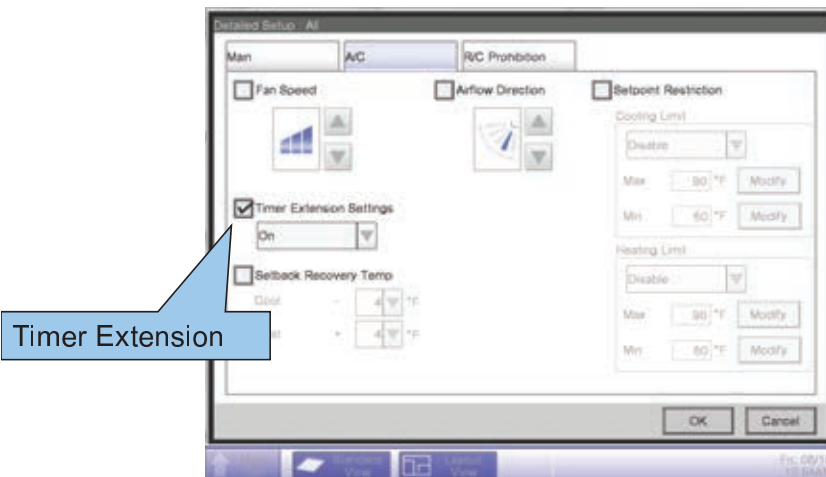 Detailed Setup : All
Main
A/C
R/C Prohibition
Fan Speed
Airflow Direction
Setpoint Restriction
Cooling Limit
Disable
Max 90 °F Modify
Min 60 °F Modify
Timer Extension Settings
On
Heating Limit
Disable
Max 90 °F Modify
Min 60 °F Modify
Setback Recovery Temp
Cool - 4 °F
+ 4 °F
Timer Extension
OK
Cancel
Standard
View
Layout
View
Fri,